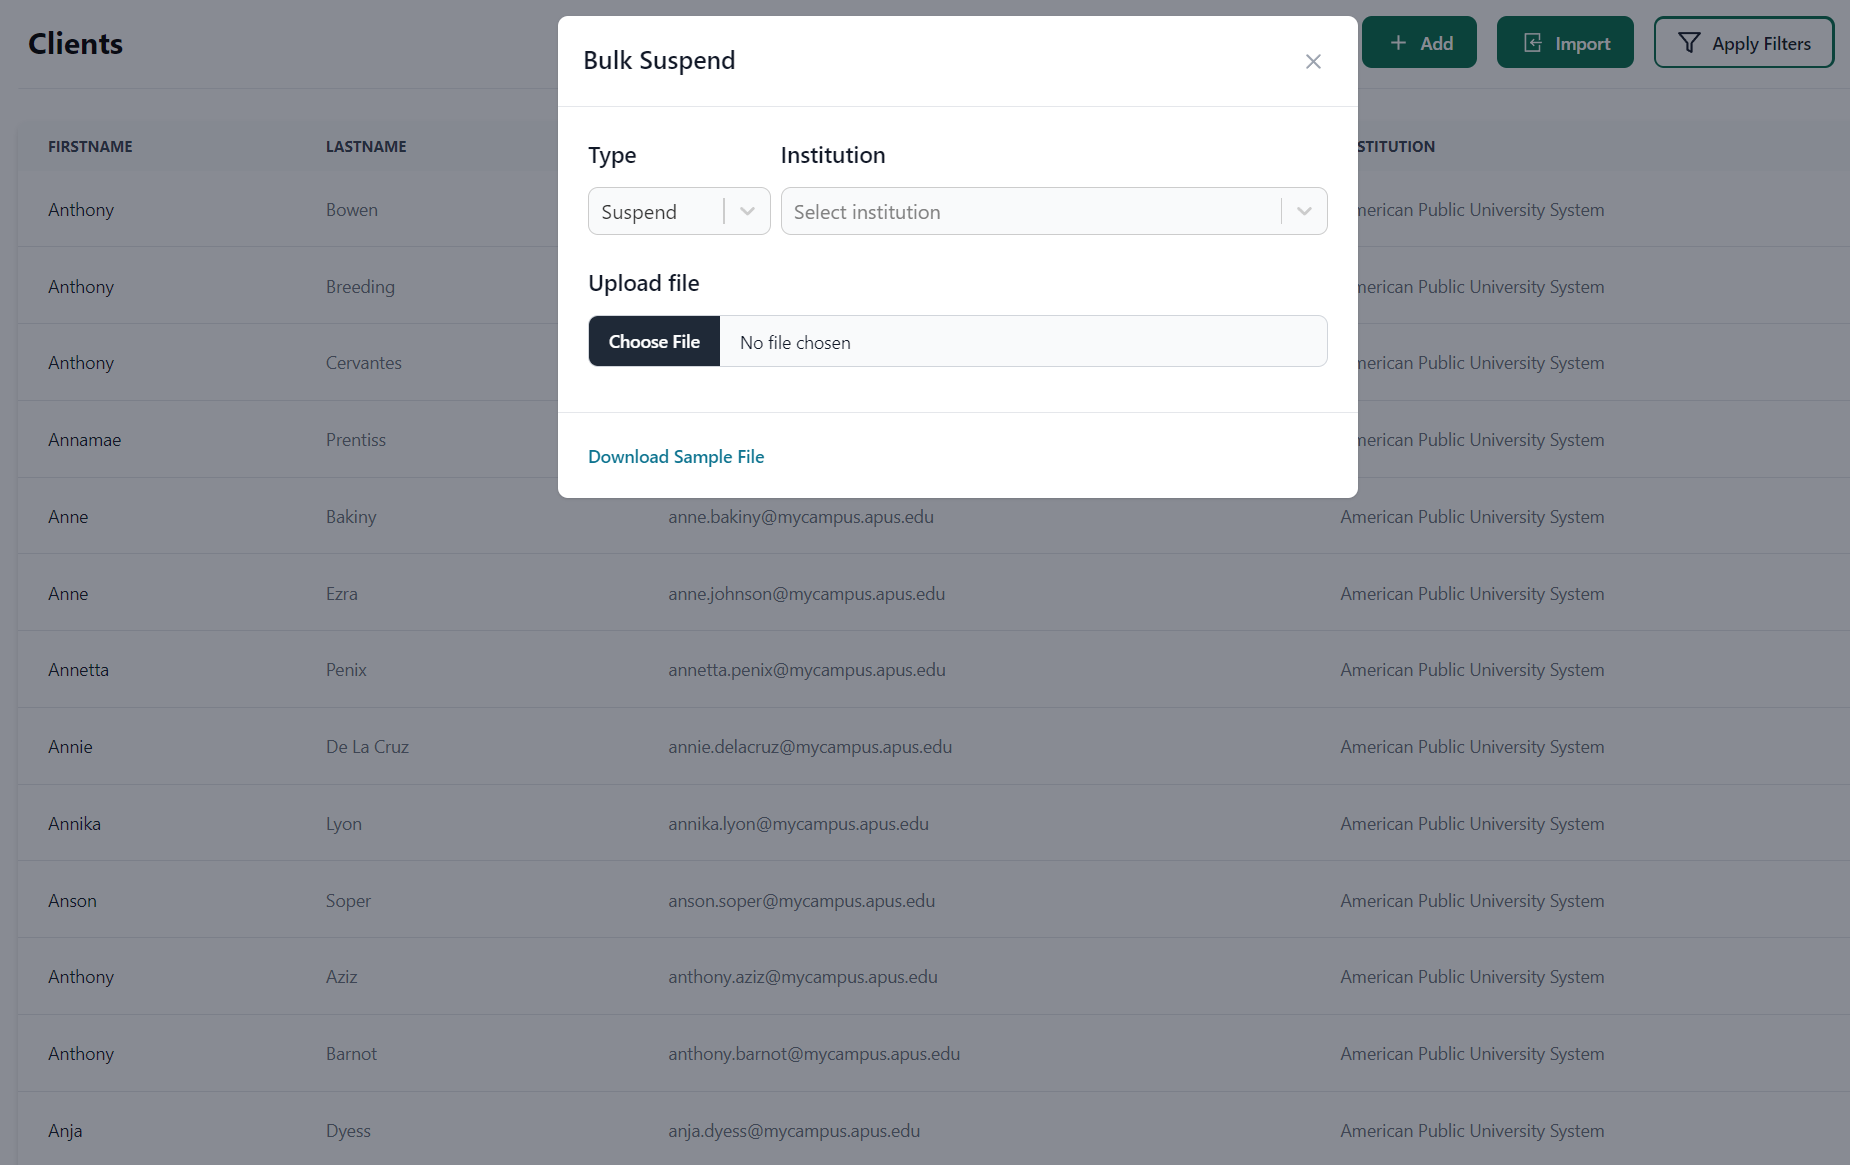 Clients
Add
Import
Apply Filters
Bulk Suspend
Type
Institution
Suspend
Select institution
Upload file
Choose File
No file chosen
Download Sample File
FIRSTNAME LASTNAME STITUTION
Anthony Bowen merican Public University System
Anthony Breeding merican Public University System
Anthony Cervantes merican Public University System
Annamae Prentiss merican Public University System
Anne Bakiny anne.bakiny@mycampus.apus.edu American Public University System
Anne Ezra anne.johnson@mycampus.apus.edu American Public University System
Annetta Penix annetta.penix@mycampus.apus.edu American Public University System
Annie De La Cruz annie.delacruz@mycampus.apus.edu American Public University System
Annika Lyon annika.lyon@mycampus.apus.edu American Public University System
Anson Soper anson.soper@mycampus.apus.edu American Public University System
Anthony Aziz anthony.aziz@mycampus.apus.edu American Public University System
Anthony Barnot anthony.barnot@mycampus.apus.edu American Public University System
Anja Dyess anja.dyess@mycampus.apus.edu American Public University System